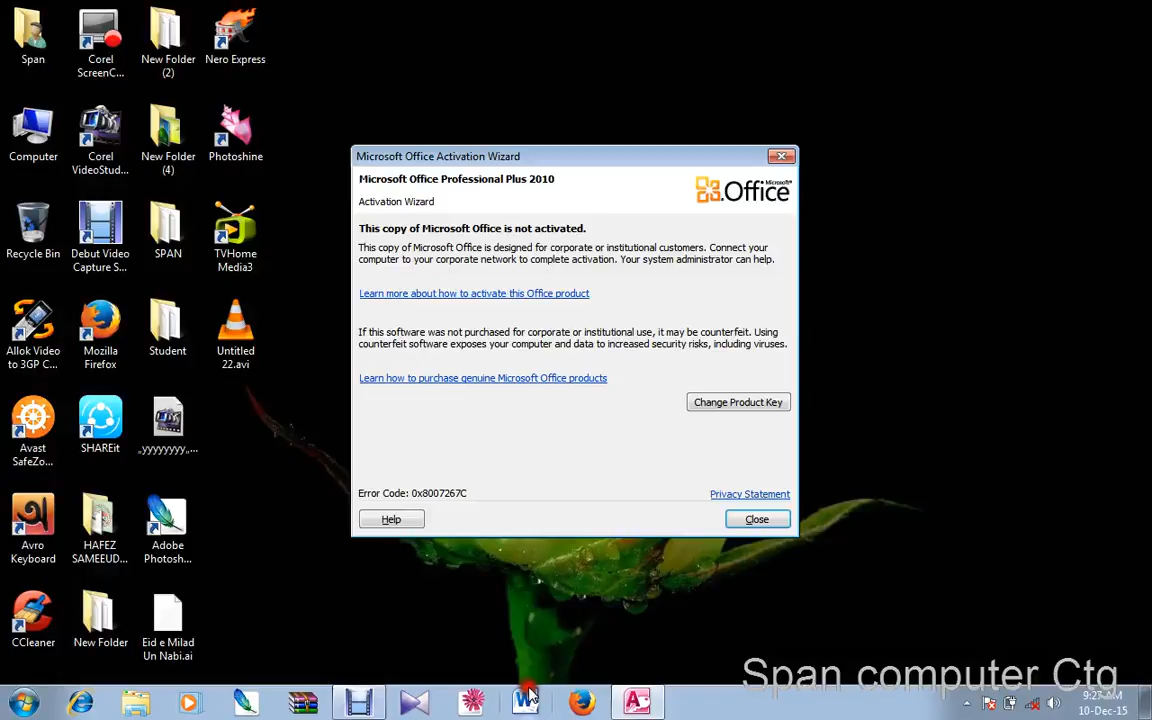 Span
Corel
ScreenC...
New Folder
(2)
Nero Express
Computer
Corel
VideoStud...
New Folder
(4)
Photoshine
Recycle Bin
Debut Video
Capture S...
SPAN
TVHome
Media3
Allok Video
to 3GP C...
Mozilla
Firefox
Student
Untitled
22.avi
Avast
SafeZo...
SHAREit
,,yyyyyyyy,,...
Avro
Keyboard
HAFEZ
SAMEEUD...
Adobe
Photosh...
CCleaner
New Folder
Eid e Milad
Un Nabi.ai
Microsoft Office Activation Wizard
Microsoft Office Professional Plus 2010
Activation Wizard
Microsoft
Office
This copy of Microsoft Office is not activated.
This copy of Microsoft Office is designed for corporate or institutional customers. Connect your
computer to your corporate network to complete activation. Your system administrator can help.
Learn more about how to activate this Office product
If this software was not purchased for corporate or institutional use, it may be counterfeit. Using
counterfeit software exposes your computer and data to increased security risks, including viruses.
Learn how to purchase genuine Microsoft Office products
Change Product Key
Error Code: 0x8007267C
Privacy Statement
Help
Close
Span computer Ctg
9:27 AM
10-Dec-15